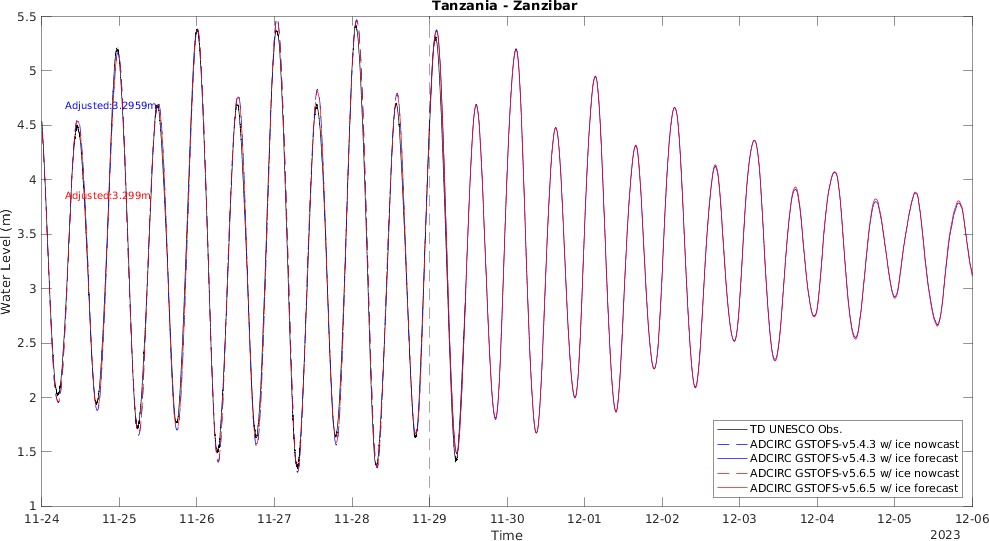 Tanzania - Zanzibar
5.5
5
4.5
4
3.5
3
2.5
2
1.5
1
Water Level (m)
Adjusted:3.2959m
Adjusted:3.299m
TD UNESCO Obs.
ADCIRC GSTOFS-v5.4.3 w/ ice nowcast
ADCIRC GSTOFS-v5.4.3 w/ ice forecast
ADCIRC GSTOFS-v5.6.5 w/ ice nowcast
ADCIRC GSTOFS-v5.6.5 w/ ice forecast
11-24 11-25 11-26 11-27 11-28 11-29 11-30 12-01 12-02 12-03 12-04 12-05 12-06
Time
2023